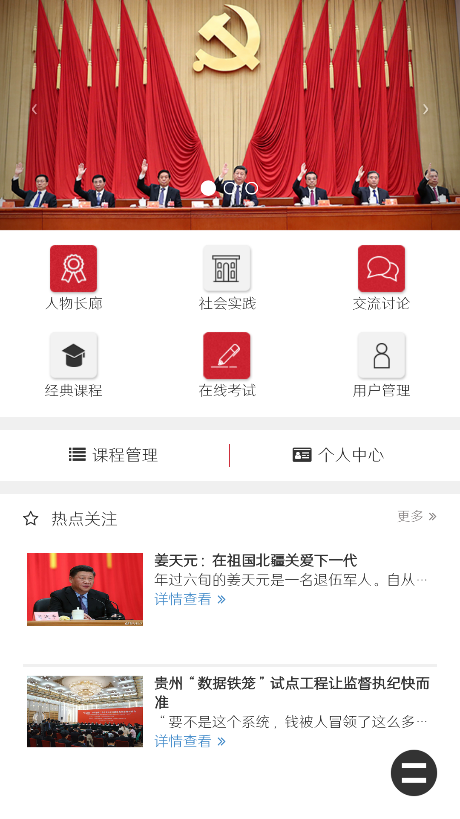 人物长廊
社会实践
交流讨论
经典课程
在线考试
用户管理
课程管理
个人中心
热点关注
更多 »
姜天元：在祖国北疆关爱下一代
年过六旬的姜天元是一名退伍军人。自从···
详情查看 »
贵州“数据铁笼”试点工程让监督执纪快而
准
“要不是这个系统，钱被人冒领了这么多···
详情查看 »